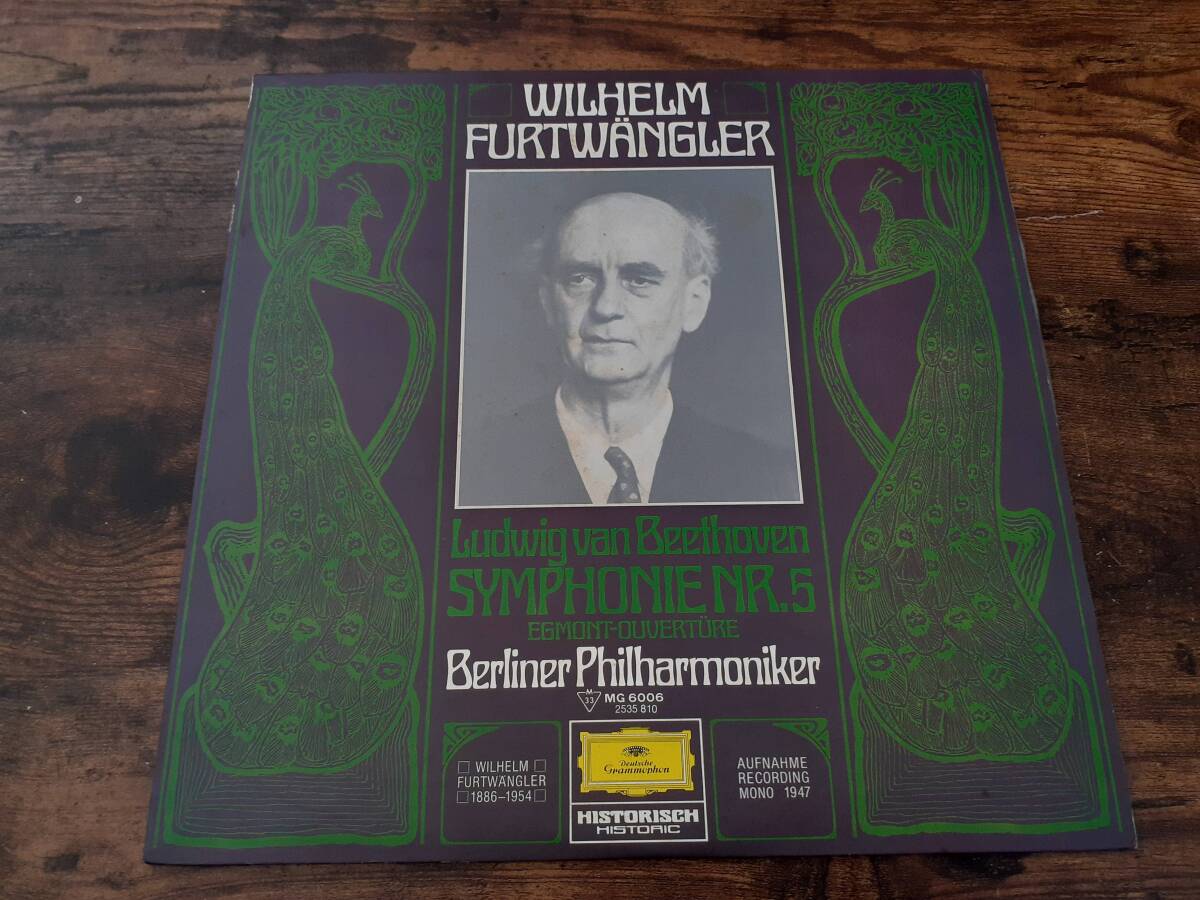 WILHELM
FURTWÄNGLER
Ludwig van Beethoven
SYMPHONIE NR.5
EGMONT-OUVERTÜRE
Berliner Philharmoniker
M
33
MG 6006
2535 810
WILHELM
FURTWÄNGLER
1886–1954
Deutsche
Grammophon
HISTORISCH
HISTORIC
AUFNAHME
RECORDING
MONO 1947